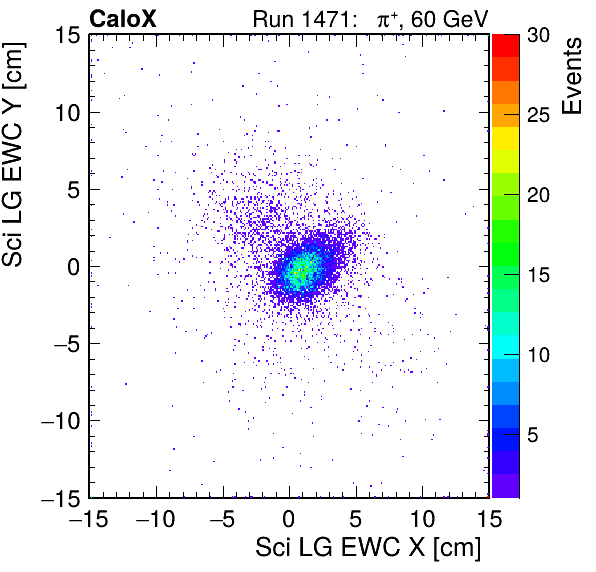 CaloX
Run 1471: π⁺, 60 GeV
Sci LG EWC Y [cm]
15
10
5
0
−5
−10
−15
−15 −10 −5 0 5 10 15
Sci LG EWC X [cm]
30
25
20
15
10
5
Events